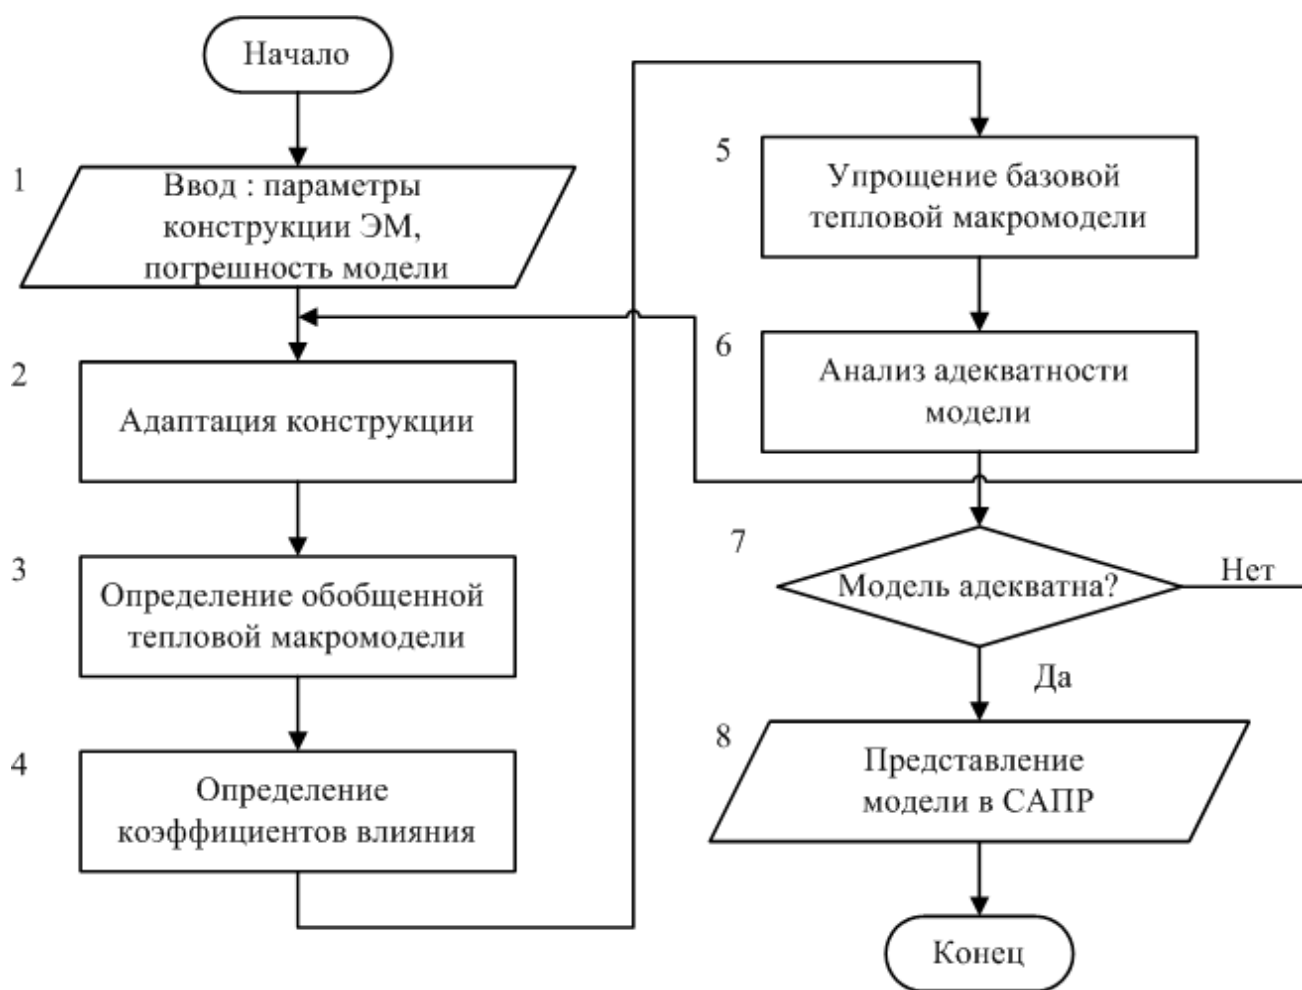 Начало
1
Ввод : параметры
конструкции ЭМ,
погрешность модели
2
Адаптация конструкции
3
Определение обобщенной
тепловой макромодели
4
Определение
коэффициентов влияния
5
Упрощение базовой
тепловой макромодели
6
Анализ адекватности
модели
7
Модель адекватна?
Нет
Да
8
Представление
модели в САПР
Конец